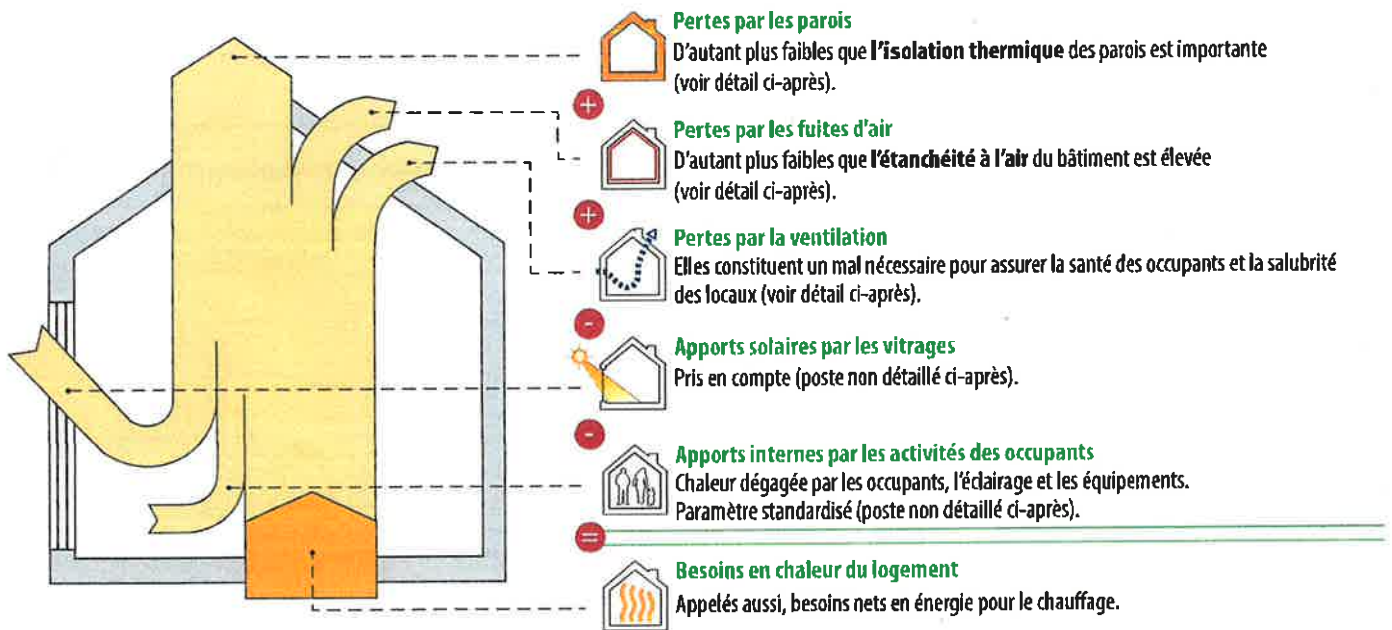 Pertes par les parois
D'autant plus faibles que l'isolation thermique des parois est importante
(voir détail ci-après).
+
Pertes par les fuites d'air
D'autant plus faibles que l'étanchéité à l'air du bâtiment est élevée
(voir détail ci-après).
+
Pertes par la ventilation
Elles constituent un mal nécessaire pour assurer la santé des occupants et la salubrité
des locaux (voir détail ci-après).
-
Apports solaires par les vitrages
Pris en compte (poste non détaillé ci-après).
-
Apports internes par les activités des occupants
Chaleur dégagée par les occupants, l'éclairage et les équipements.
Paramètre standardisé (poste non détaillé ci-après).
=
Besoins en chaleur du logement
Appelés aussi, besoins nets en énergie pour le chauffage.